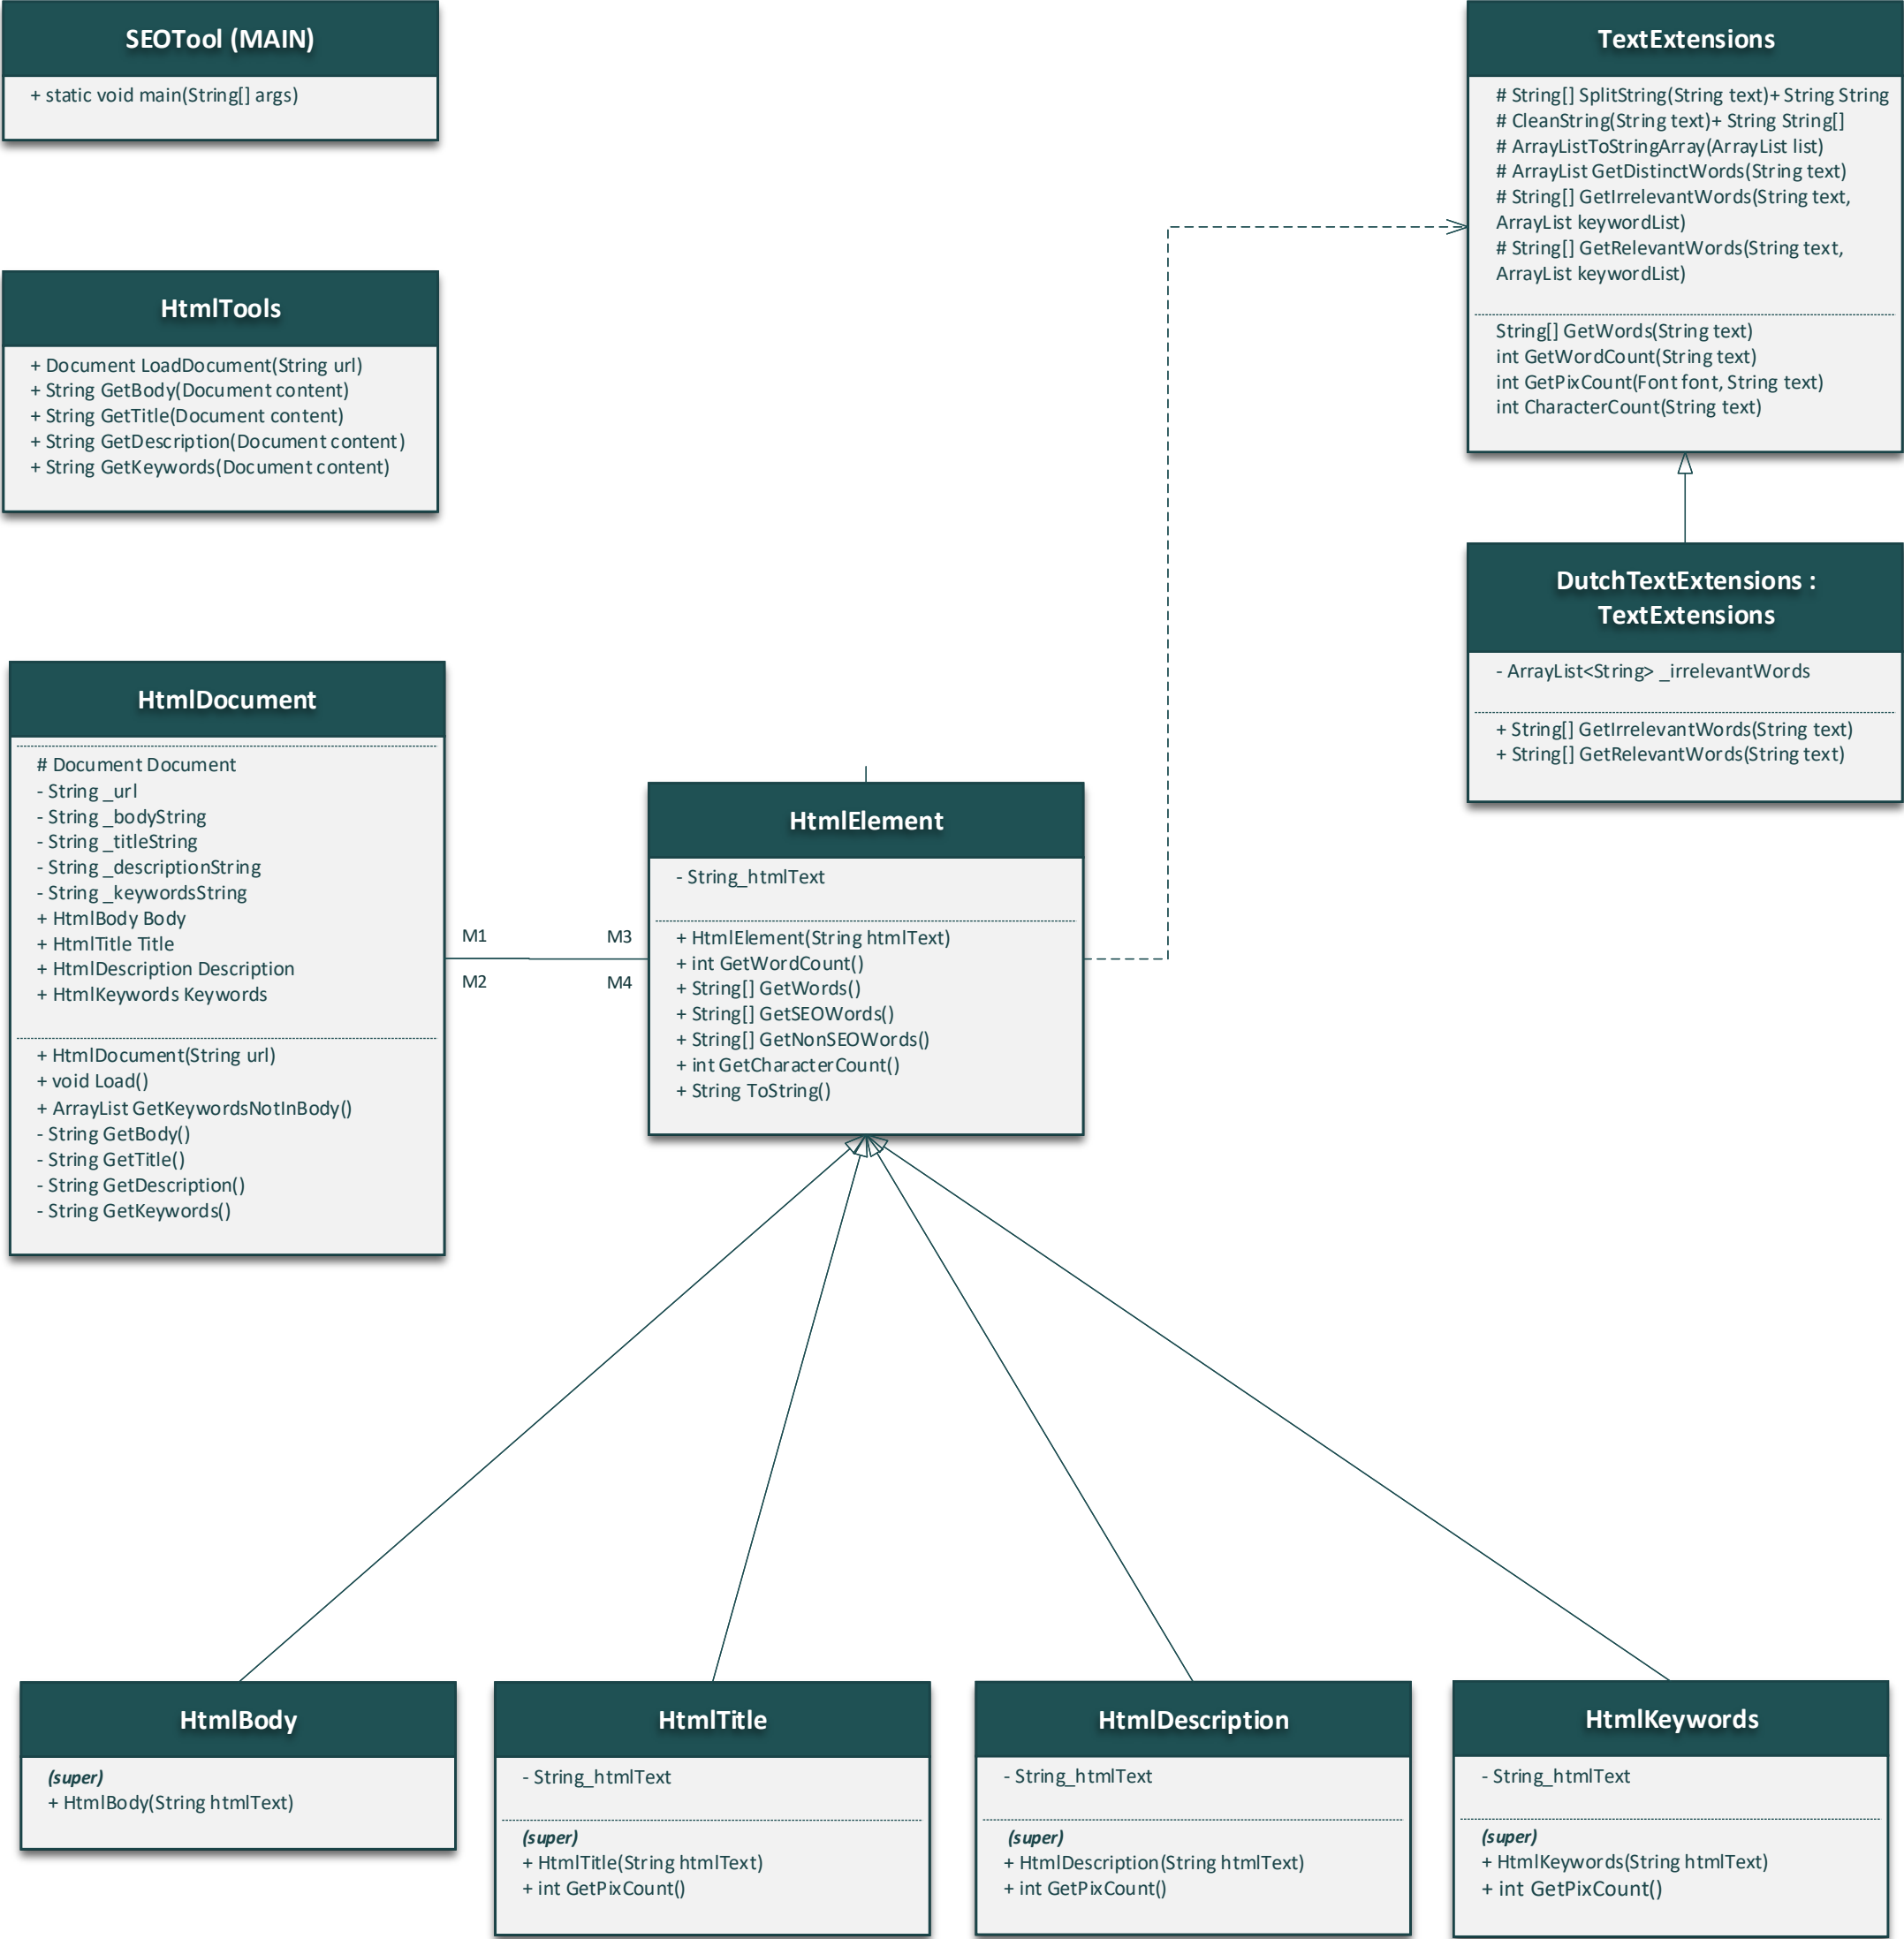 SEOTool (MAIN)
+ static void main(String[] args)
HtmlTools
+ Document LoadDocument(String url)
+ String GetBody(Document content)
+ String GetTitle(Document content)
+ String GetDescription(Document content)
+ String GetKeywords(Document content)
TextExtensions
# String[] SplitString(String text)+ String String
# CleanString(String text)+ String String[]
# ArrayListToStringArray(ArrayList list)
# ArrayList GetDistinctWords(String text)
# String[] GetIrrelevantWords(String text,
ArrayList keywordList)
# String[] GetRelevantWords(String text,
ArrayList keywordList)
String[] GetWords(String text)
int GetWordCount(String text)
int GetPixCount(Font font, String text)
int CharacterCount(String text)
DutchTextExtensions :
TextExtensions
- ArrayList<String> _irrelevantWords
+ String[] GetIrrelevantWords(String text)
+ String[] GetRelevantWords(String text)
HtmlDocument
# Document Document
- String _url
- String _bodyString
- String _titleString
- String _descriptionString
- String _keywordsString
+ HtmlBody Body
+ HtmlTitle Title
+ HtmlDescription Description
+ HtmlKeywords Keywords
+ HtmlDocument(String url)
+ void Load()
+ ArrayList GetKeywordsNotInBody()
- String GetBody()
- String GetTitle()
- String GetDescription()
- String GetKeywords()
M1
M3
M2
M4
HtmlElement
- String_htmlText
+ HtmlElement(String htmlText)
+ int GetWordCount()
+ String[] GetWords()
+ String[] GetSEOWords()
+ String[] GetNonSEOWords()
+ int GetCharacterCount()
+ String ToString()
HtmlBody
(super)
+ HtmlBody(String htmlText)
HtmlTitle
- String_htmlText
(super)
+ HtmlTitle(String htmlText)
+ int GetPixCount()
HtmlDescription
- String_htmlText
(super)
+ HtmlDescription(String htmlText)
+ int GetPixCount()
HtmlKeywords
- String_htmlText
(super)
+ HtmlKeywords(String htmlText)
+ int GetPixCount()